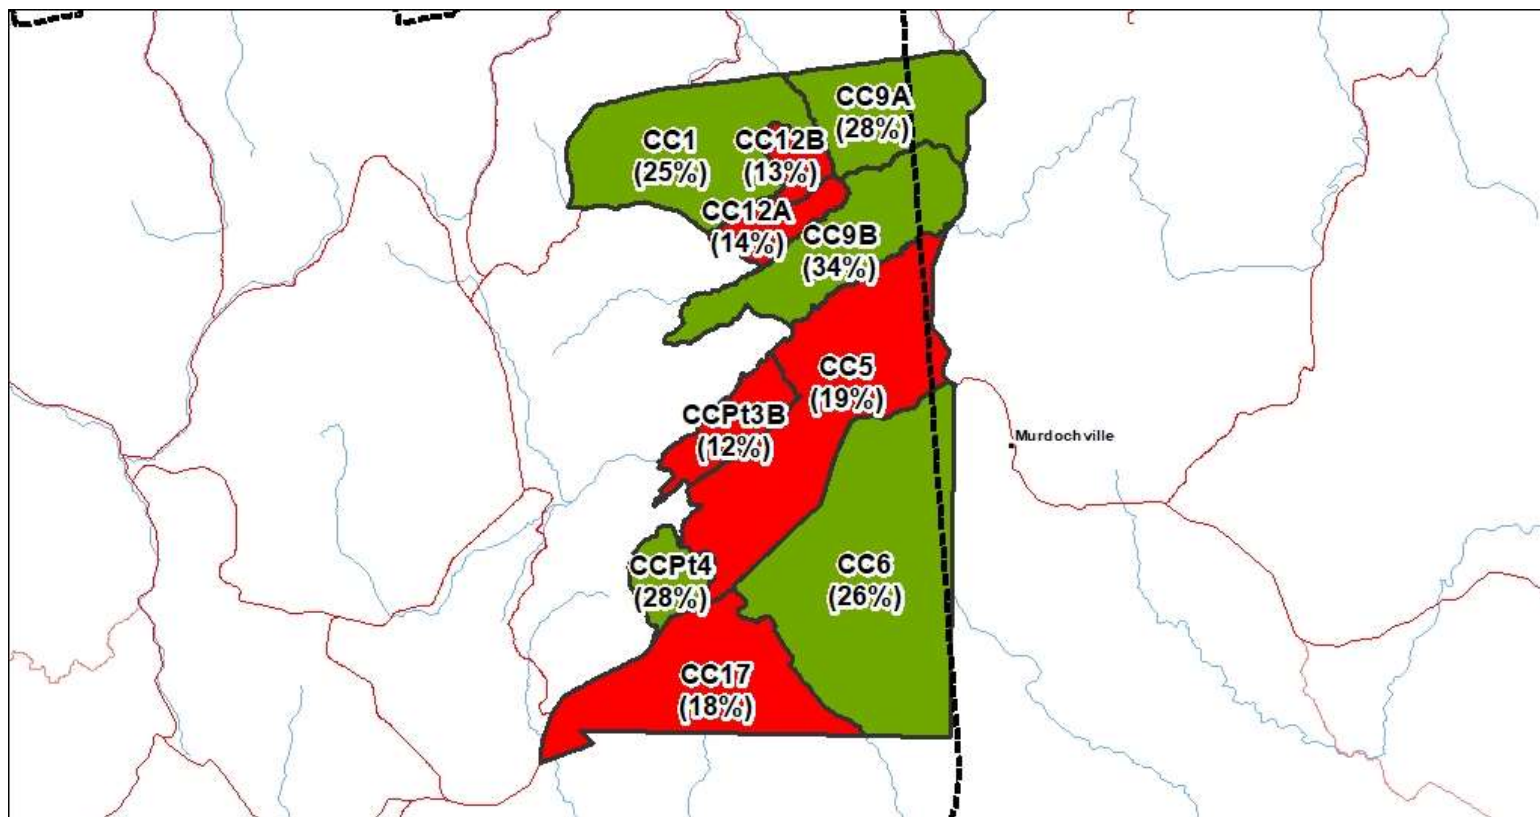 CC9A
(28%)
CC1
(25%)
CC12B
(13%)
CC12A
(14%)
CC9B
(34%)
CC5
(19%)
CCPt3B
(12%)
Murdochville
CCPt4
(28%)
CC6
(26%)
CC17
(18%)